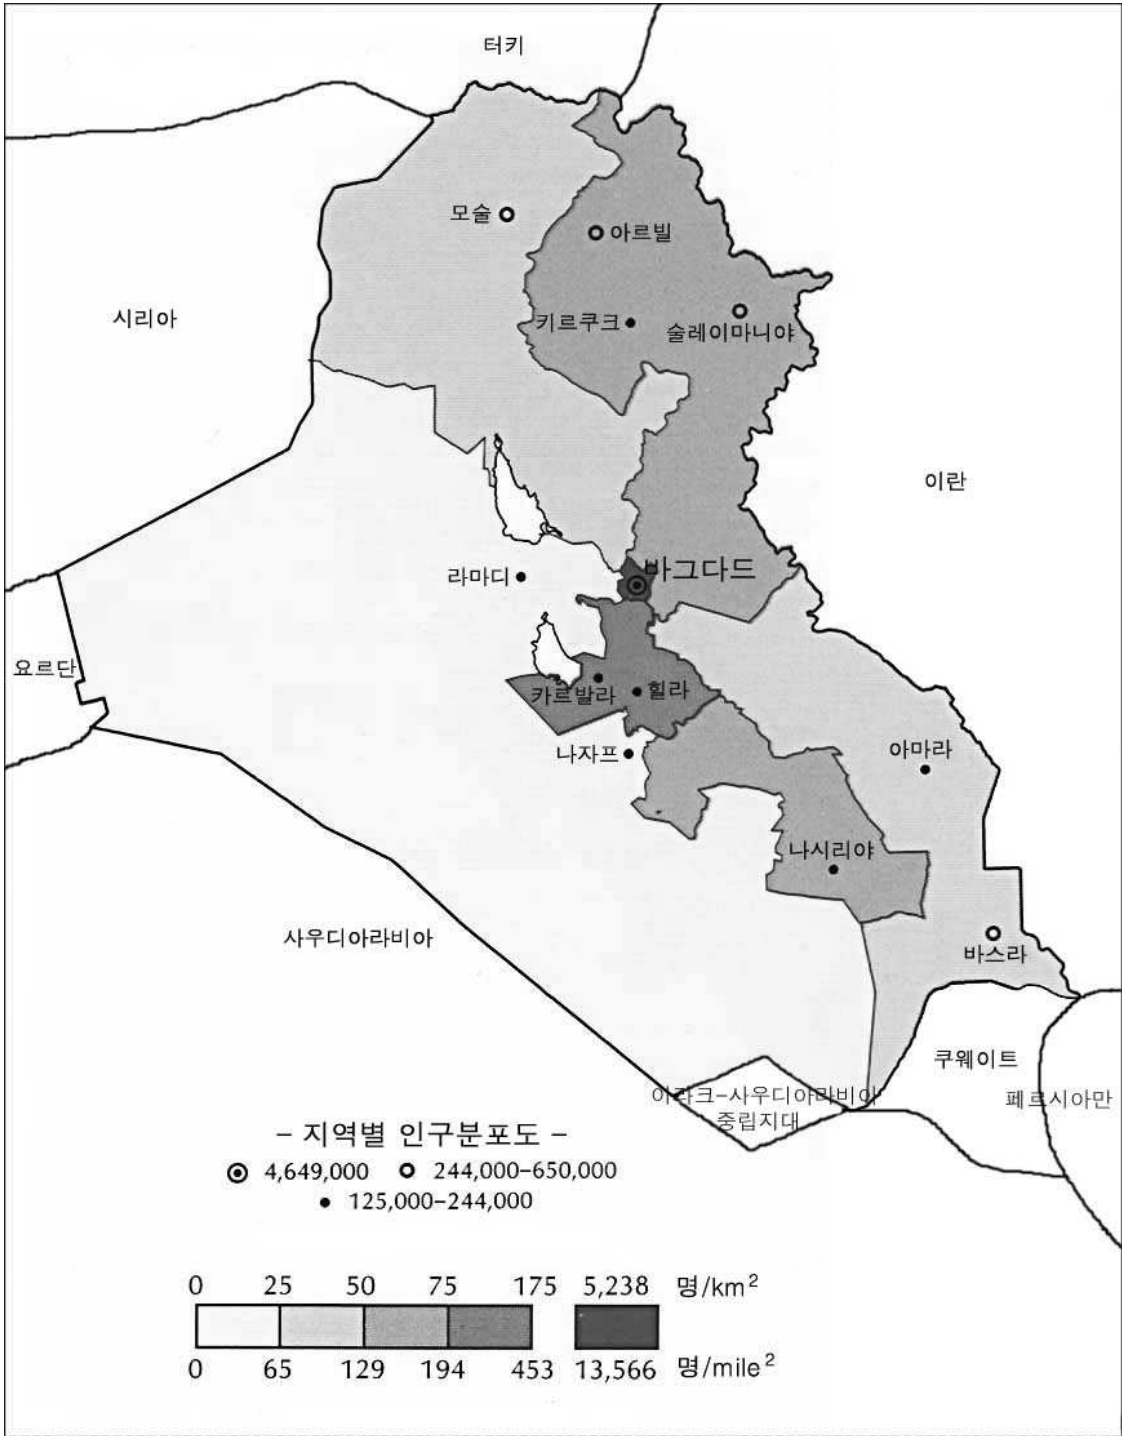 터키
모술
아르빌
시리아
키르쿠크
술레이마니야
이란
바그다드
라마디
요르단
카르발라
힐라
나자프
아마라
나시리야
사우디아라비아
바스라
쿠웨이트
이라크-사우디아라비아
중립지대
페르시아만
- 지역별 인구분포도 -
4,649,000 244,000-650,000
125,000-244,000
0 25 50 75 175 5,238 명/km²
0 65 129 194 453 13,566 명/mile²